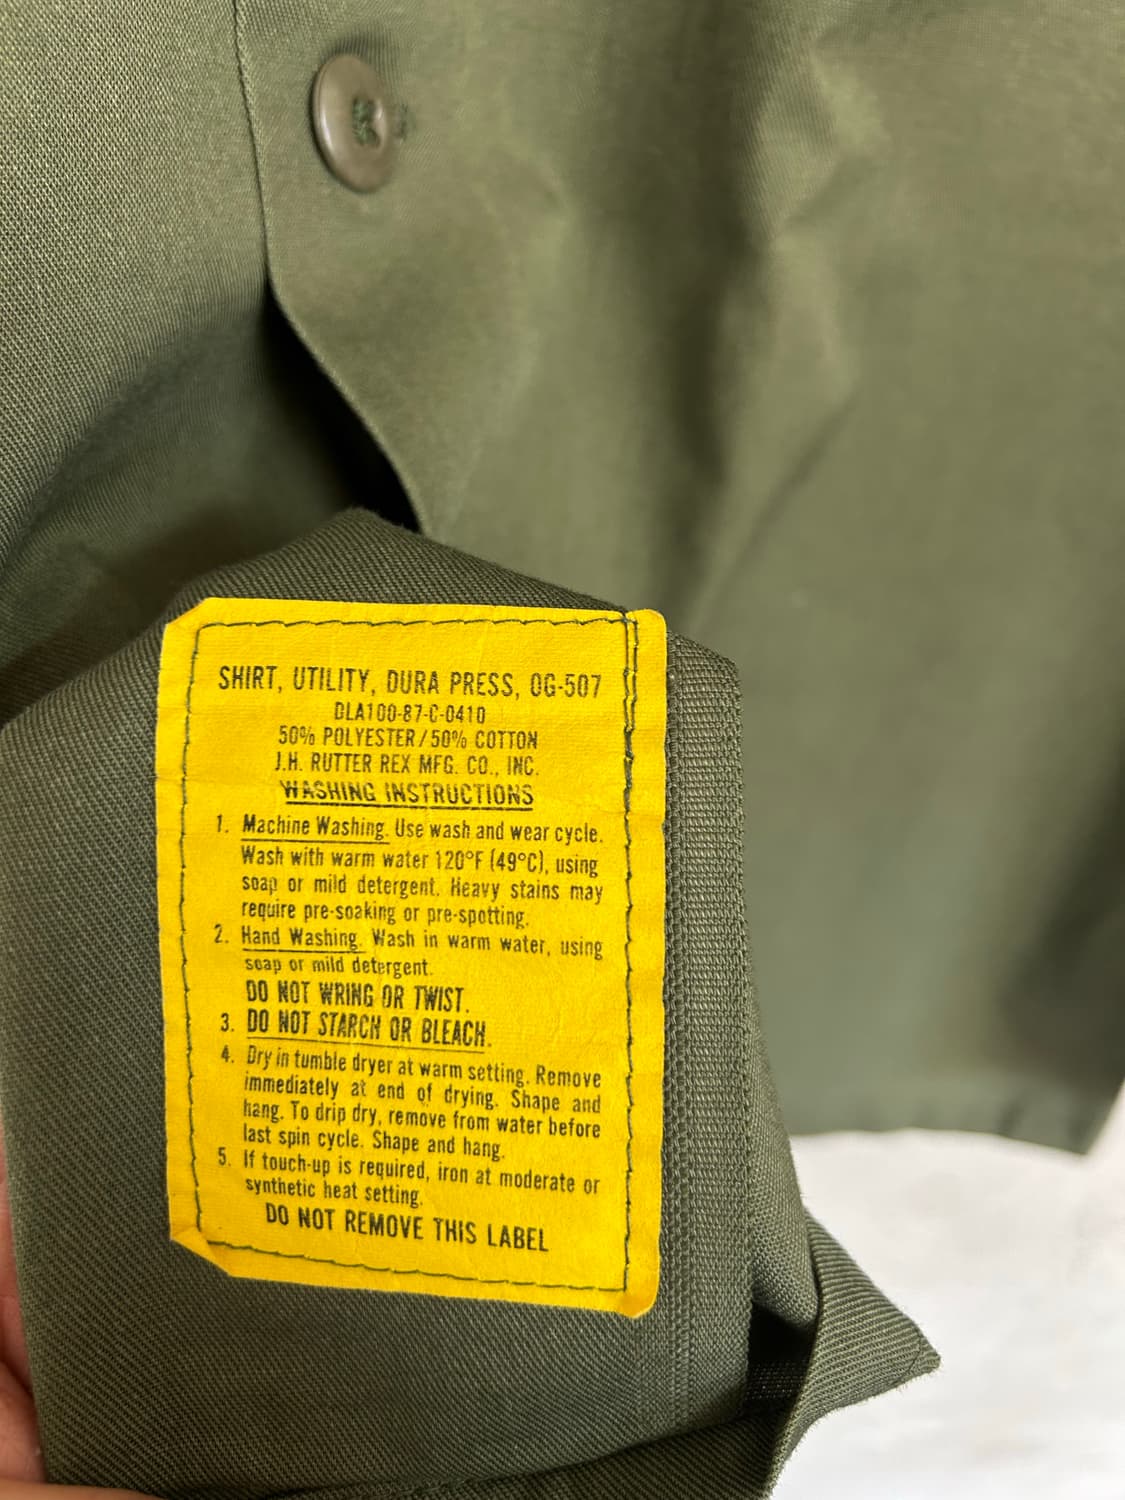 SHIRT, UTILITY, DURA PRESS, OG-507
DLA100-87-C-0410
50% POLYESTER/50% COTTON
J.H. RUTTER REX MFG. CO., INC.
WASHING INSTRUCTIONS
1. Machine Washing. Use wash and wear cycle.
Wash with warm water 120°F (49°C), using
soap or mild detergent. Heavy stains may
require pre-soaking or pre-spotting.
2. Hand Washing. Wash in warm water, using
soap or mild detergent.
DO NOT WRING OR TWIST.
3. DO NOT STARCH OR BLEACH.
4. Dry in tumble dryer at warm setting. Remove
immediately at end of drying. Shape and
hang. To drip dry, remove from water before
last spin cycle. Shape and hang.
5. If touch-up is required, iron at moderate or
synthetic heat setting.
DO NOT REMOVE THIS LABEL